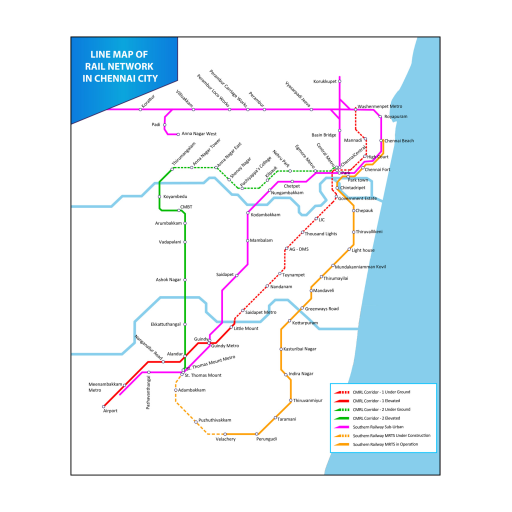 LINE MAP OF
RAIL NETWORK
IN CHENNAI CITY
Korukkupet
Korattur
Villivakkam
Perambur Loco Works
Perambur Carriage Works
Perambur
Vyasarpadi Jeeva
Washermenpet Metro
Royapuram
Padi
Anna Nagar West
Basin Bridge
Mannadi
Chennai Beach
Thirumangalam
Anna Nagar Tower
Anna Nagar East
Shenoy Nagar
Pachyappa's College
Kilpauk
Nehru Park
Egmore Metro
Central Metro
Chennai Central
High Court
Chennai Fort
Park town
Chetpet
Nungambakkam
Chintadripet
Government Estate
Koyambedu
CMBT
Chepauk
Kodambakkam
LIC
Arumbakkam
Thousand Lights
Thiruvallikeni
Vadapalani
Mambalam
AG - DMS
Light house
Mundakanniamman Kovil
Saidapet
Teynampet
Thirumayilai
Ashok Nagar
Nandanam
Mandaveli
Greenways Road
Saidapet Metro
Ekkattuthangal
Little Mount
Kotturpuram
Guindy
Guindy Metro
Nanganallur Road
Alandur
Kasturibai Nagar
St. Thomas Mount Metro
St. Thomas Mount
Indira Nagar
Meenambakkam
Metro
Pazhavanthangal
Adambakkam
Thiruvanmiyur
Airport
Puzhuthivakkam
Taramani
Velachery
Perungudi
CMRL Corridor - 1 Under Ground
CMRL Corridor - 1 Elevated
CMRL Corridor - 2 Under Ground
CMRL Corridor - 2 Elevated
Southern Railway Sub Urban
Southern Railway MRTS Under Construction
Southern Railway MRTS in Operation